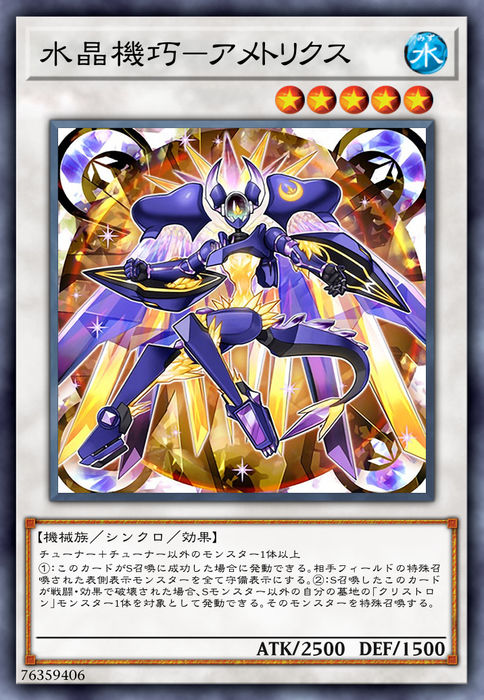 水晶機巧－アメトリクス
みず
水
【機械族／シンクロ／効果】
チューナー＋チューナー以外のモンスター1体以上
①：このカードがS召喚に成功した場合に発動できる。相手フィールドの特殊召
喚された表側表示モンスターを全て守備表示にする。②：S召喚したこのカード
が戦闘・効果で破壊された場合、Sモンスター以外の自分の墓地の「クリストロ
ン」モンスター1体を対象として発動できる。そのモンスターを特殊召喚する。
ATK/2500 DEF/1500
76359406